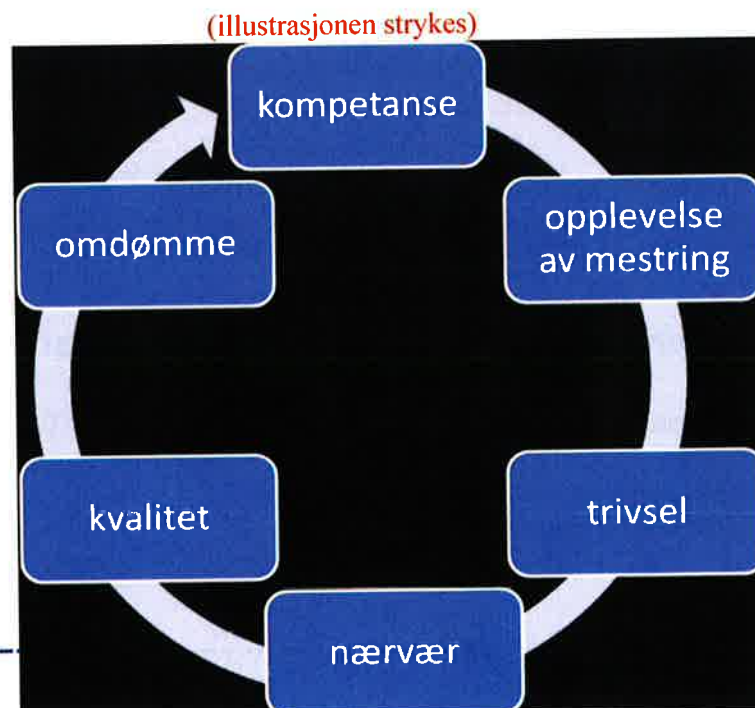 (illustrasjonen strykes)
kompetanse
opplevelse
av mestring
trivsel
nærvær
kvalitet
omdømme